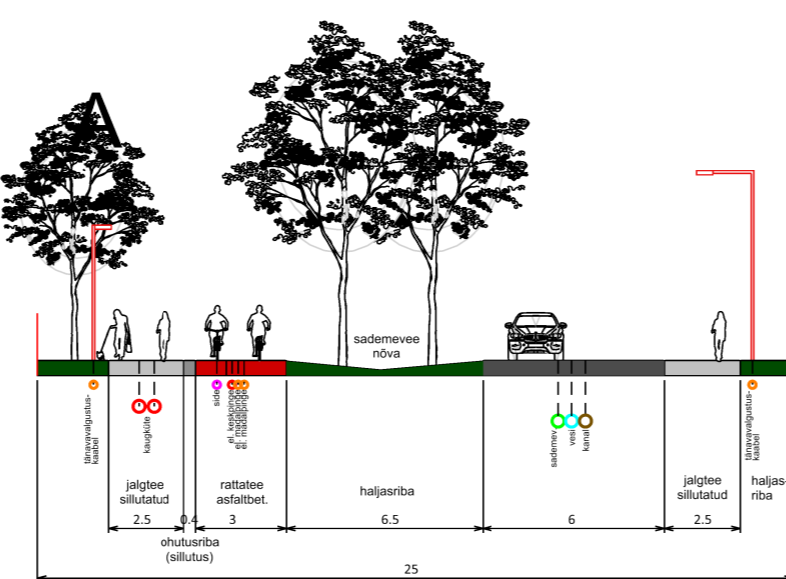 A
sademevee
nõva
tänavavalgustus-
kaabel
kaugküte
side
el. keskpinge
el. madalpinge
el. madalpinge
sademev
vesi
kanal
tänavavalgustus-
kaabel
jalgtee
sillutatud
rattatee
asfaltbet.
haljasriba
jalgtee
sillutatud
haljas-
riba
2.5
0.4
3
6.5
6
2.5
ohutusriba
(sillutus)
25